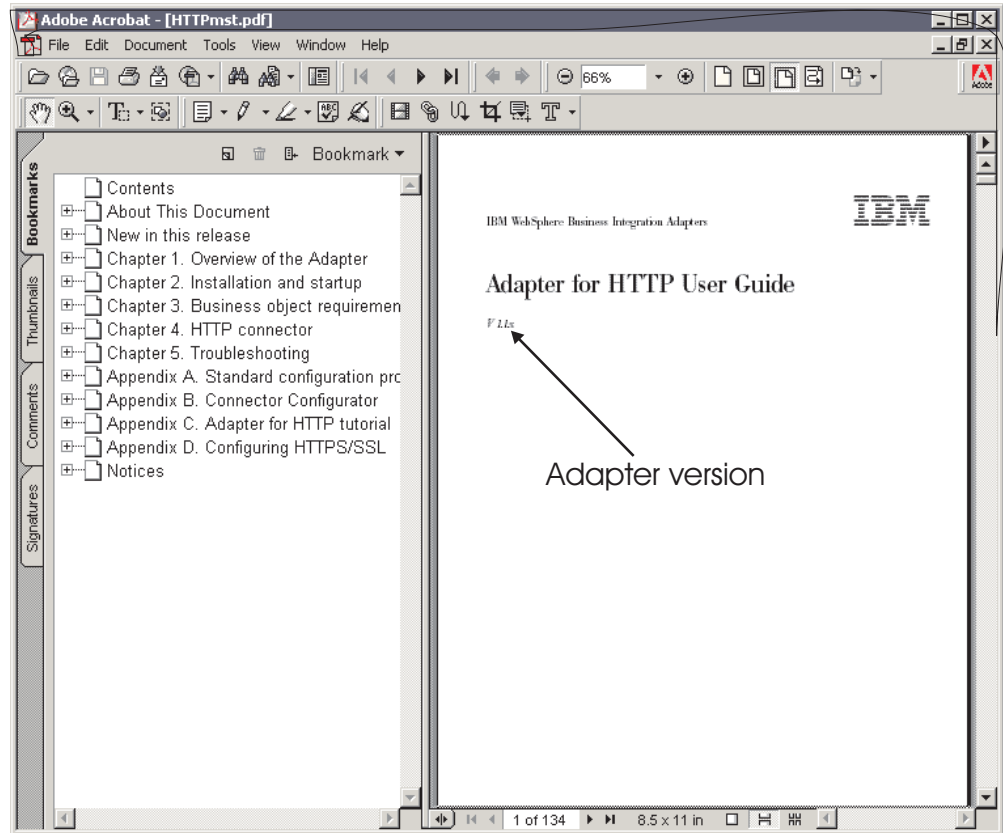 Adobe Acrobat - [HTTPmst.pdf]
File Edit Document Tools View Window Help
66%
Adobe
Bookmarks
Thumbnails
Comments
Signatures
Bookmark
Contents
About This Document
New in this release
Chapter 1. Overview of the Adapter
Chapter 2. Installation and startup
Chapter 3. Business object requiremen
Chapter 4. HTTP connector
Chapter 5. Troubleshooting
Appendix A. Standard configuration prc
Appendix B. Connector Configurator
Appendix C. Adapter for HTTP tutorial
Appendix D. Configuring HTTPS/SSL
Notices
IBM WebSphere Business Integration Adapters
IBM
Adapter for HTTP User Guide
V 1.1.x
Adapter version
1 of 134
8.5 x 11 in